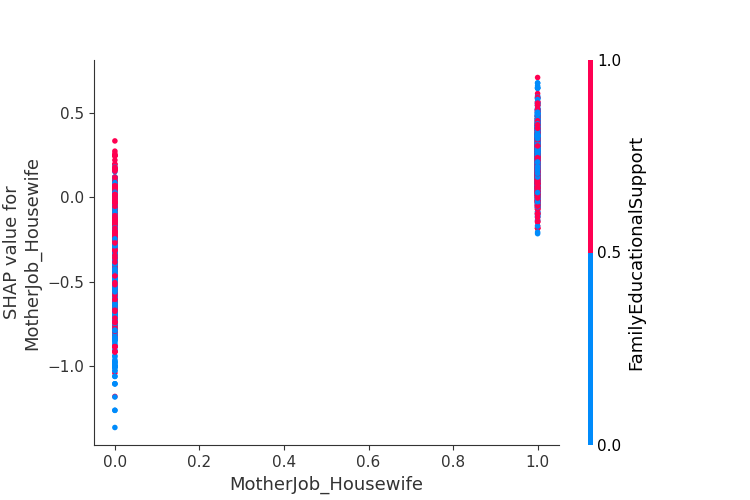 SHAP value for
MotherJob_Housewife
0.5
0.0
−0.5
−1.0
0.0 0.2 0.4 0.6 0.8 1.0
MotherJob_Housewife
1.0
0.5
0.0
FamilyEducationalSupport